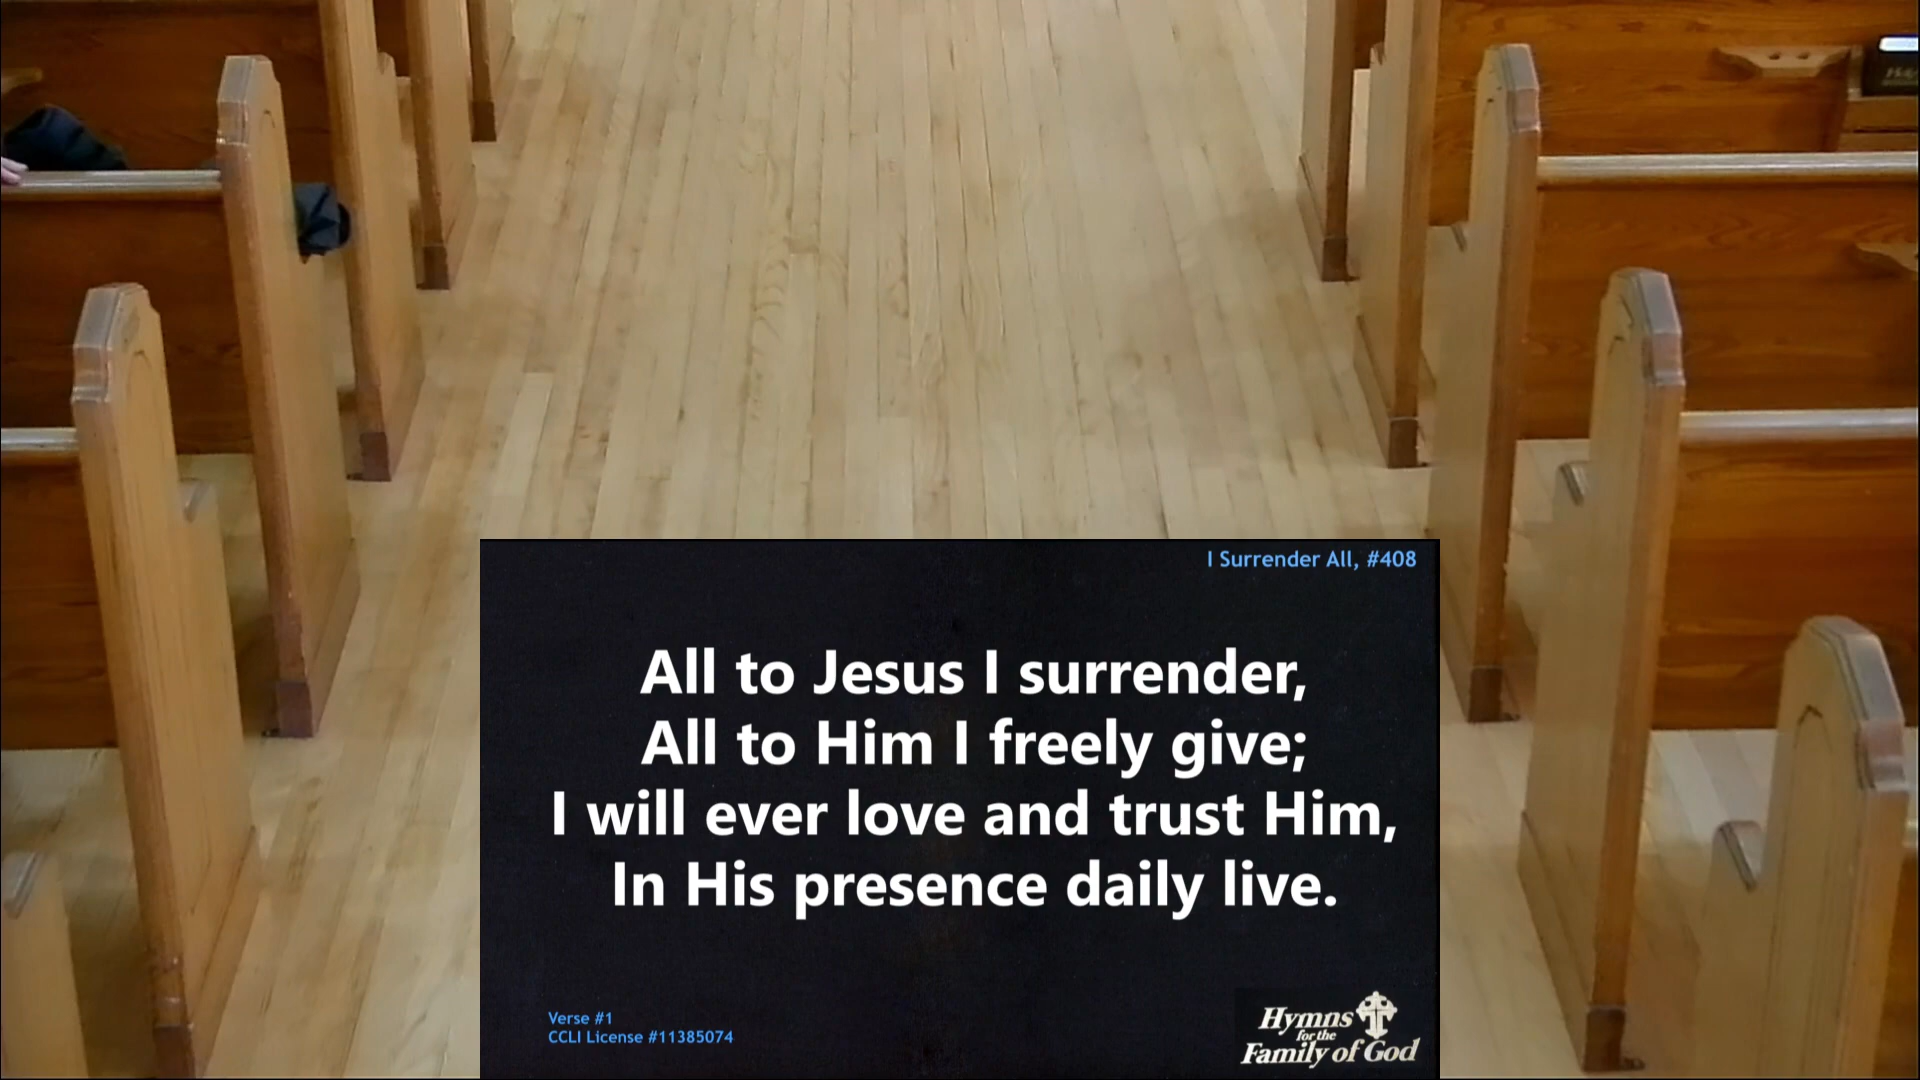 I Surrender All, #408
All to Jesus I surrender,
All to Him I freely give;
I will ever love and trust Him,
In His presence daily live.
Verse #1
CCLI License #11385074
Hymns
for the
Family of God